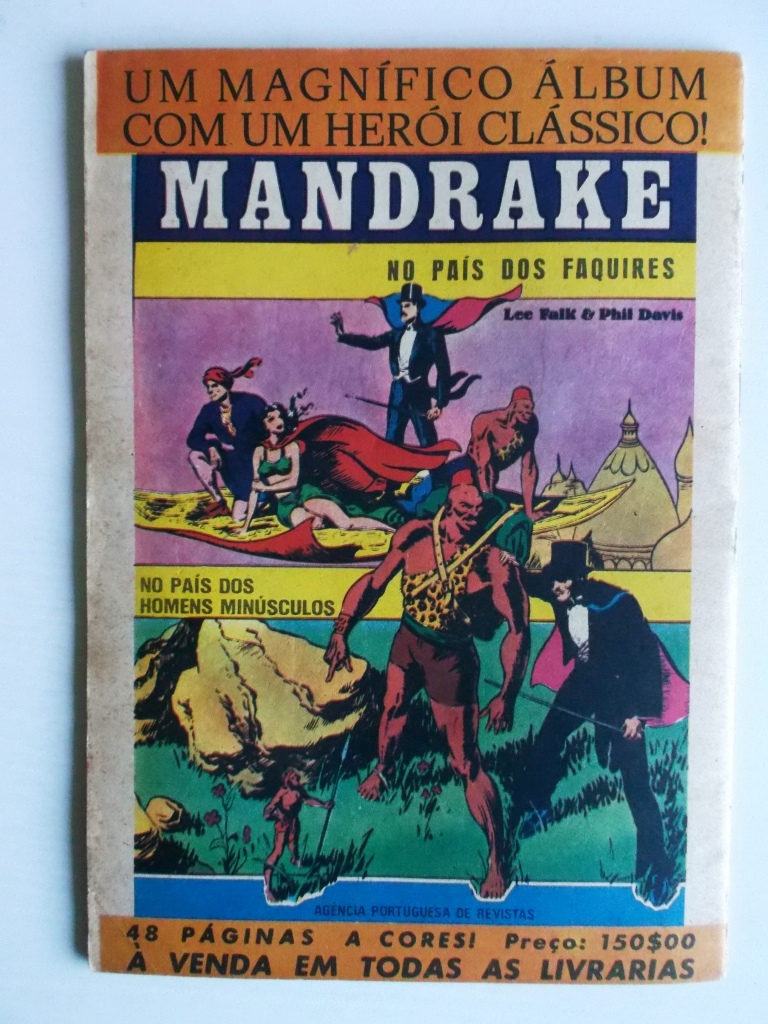 UM MAGNÍFICO ÁLBUM
COM UM HERÓI CLÁSSICO!
MANDRAKE
NO PAÍS DOS FAQUIRES
Lee Falk & Phil Davis
NO PAÍS DOS
HOMENS MINÚSCULOS
AGÊNCIA PORTUGUESA DE REVISTAS
48 PÁGINAS A CORES! Preço: 150$00
À VENDA EM TODAS AS LIVRARIAS